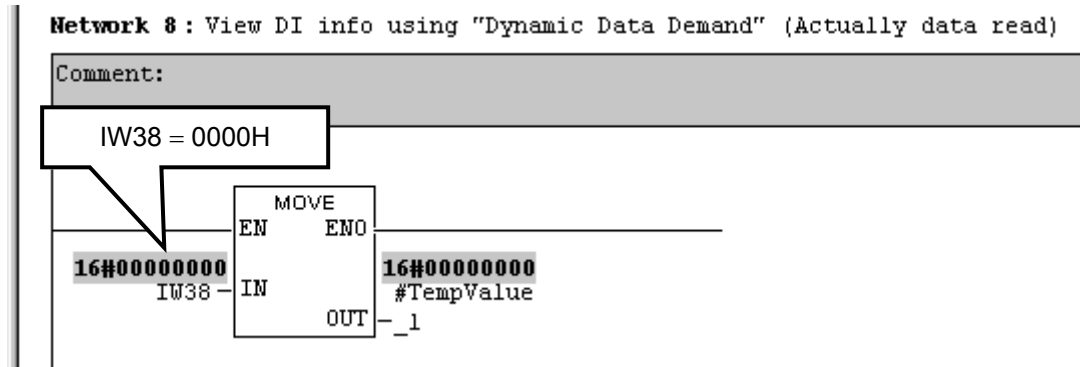 Network 8 : View DI info using "Dynamic Data Demand" (Actually data read)
Comment:
IW38 = 0000H
MOVE
EN ENO
16#00000000 16#00000000
IW38 IN #TempValue
OUT _1